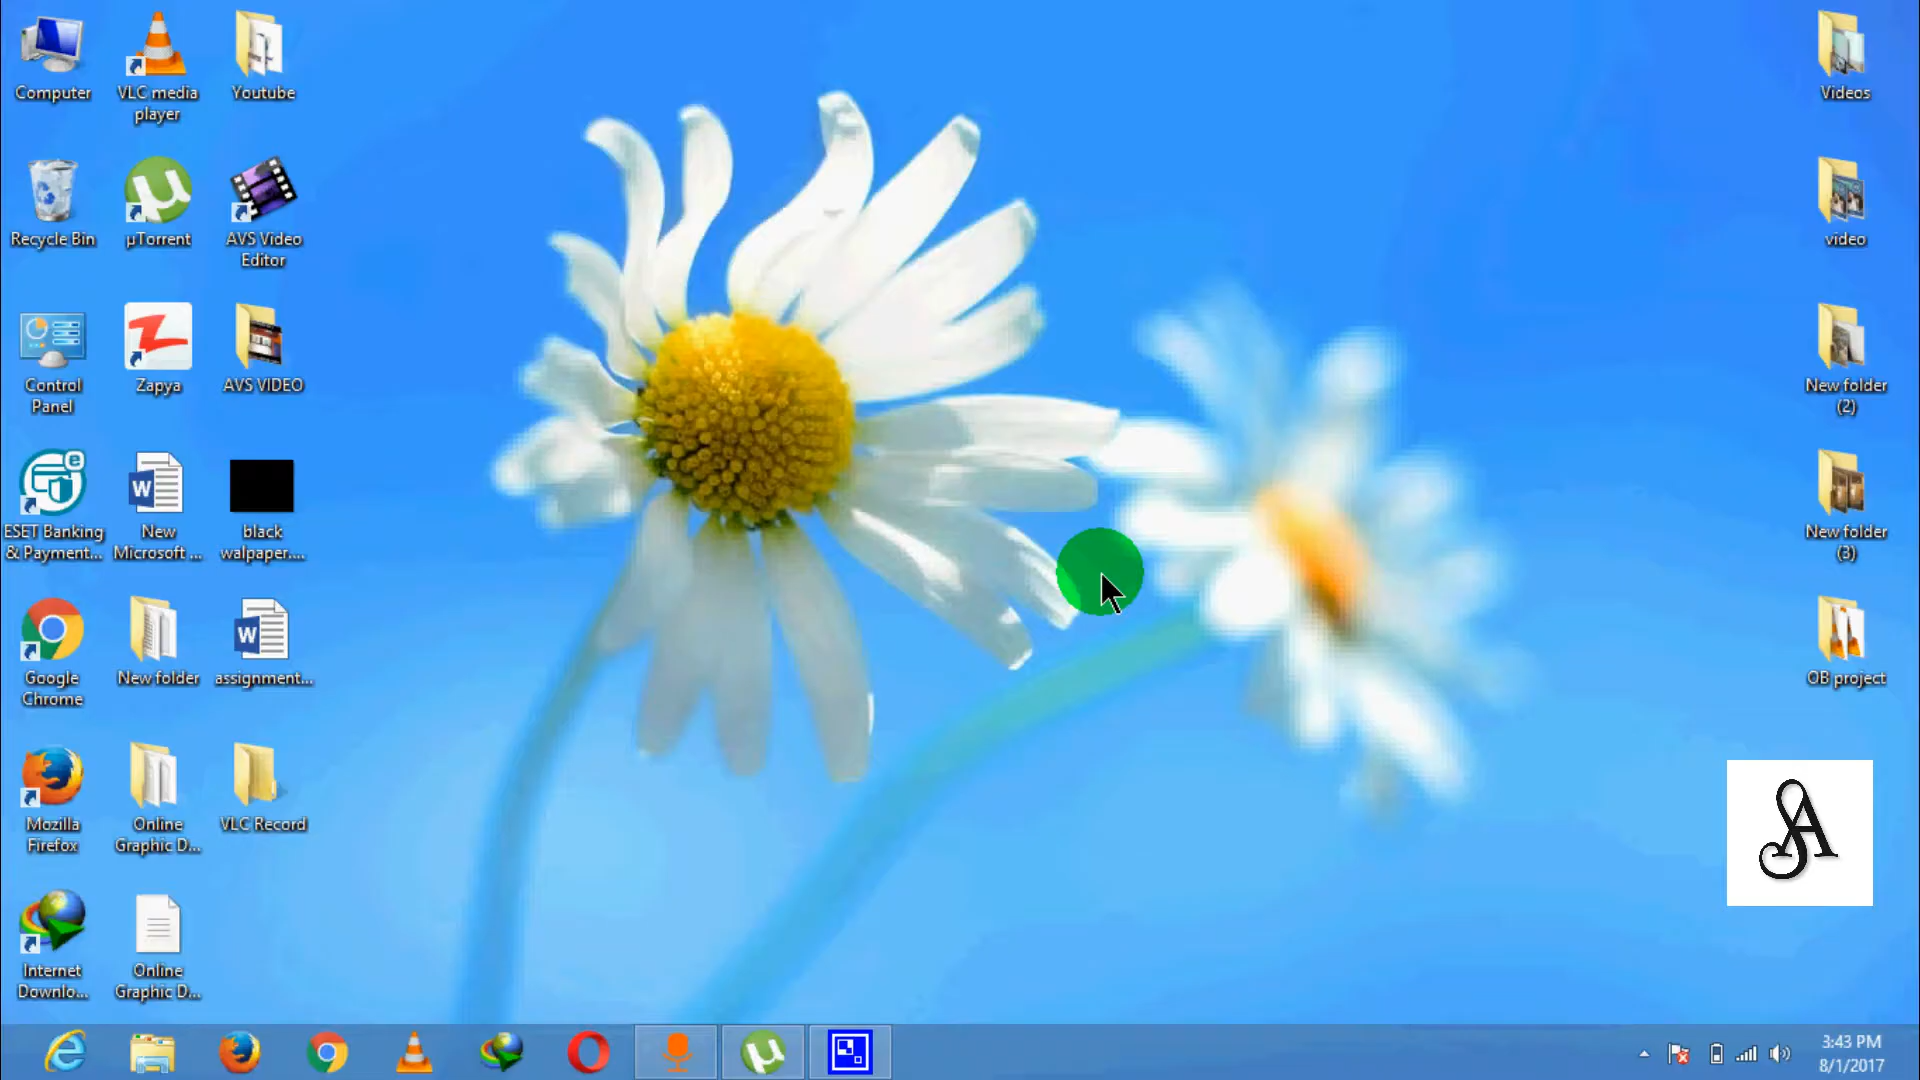 Computer
VLC media
player
Youtube
Recycle Bin
µTorrent
AVS Video
Editor
Control
Panel
Zapya
AVS VIDEO
ESET Banking
& Payment...
New
Microsoft ...
black
walpaper....
Google
Chrome
New folder
assignment...
Mozilla
Firefox
Online
Graphic D...
VLC Record
Internet
Downlo...
Online
Graphic D...
Videos
video
New folder
(2)
New folder
(3)
OB project
3:43 PM
8/1/2017